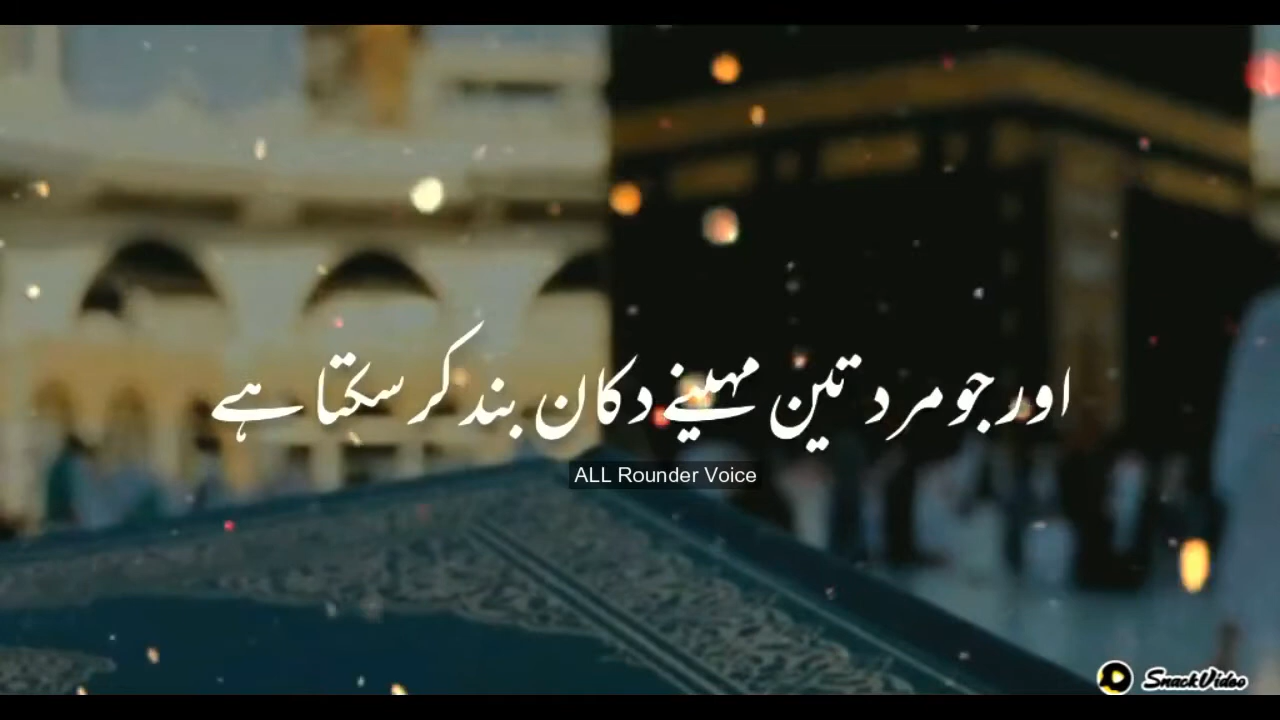 اور جو مرد تین مہینے دکان بند کر سکتا ہے
ALL Rounder Voice
SnackVideo